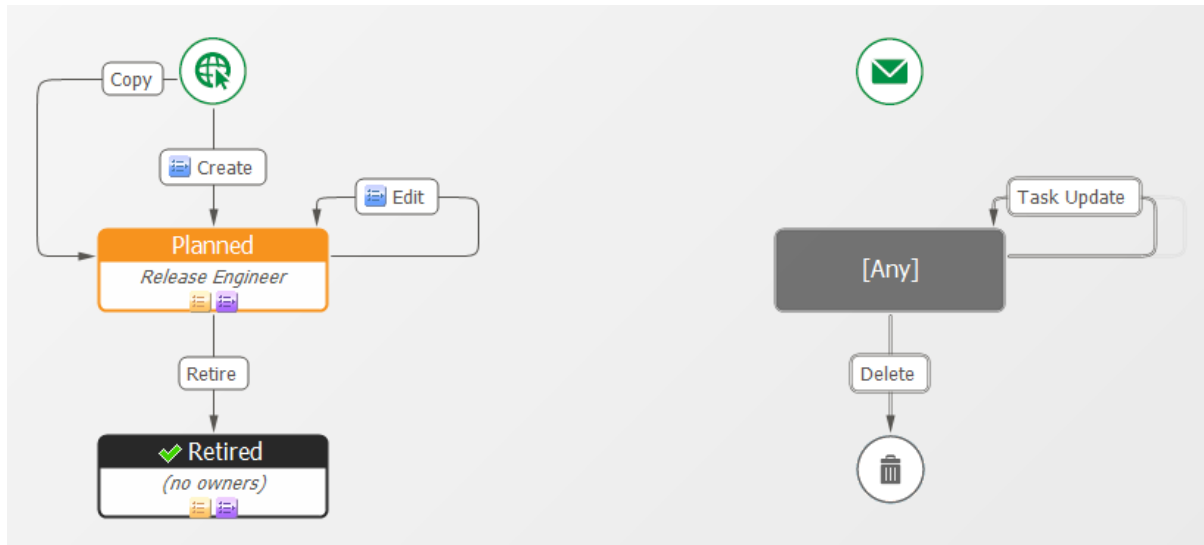 Copy
Create
Edit
Planned
Release Engineer
Retire
Retired
(no owners)
Task Update
[Any]
Delete